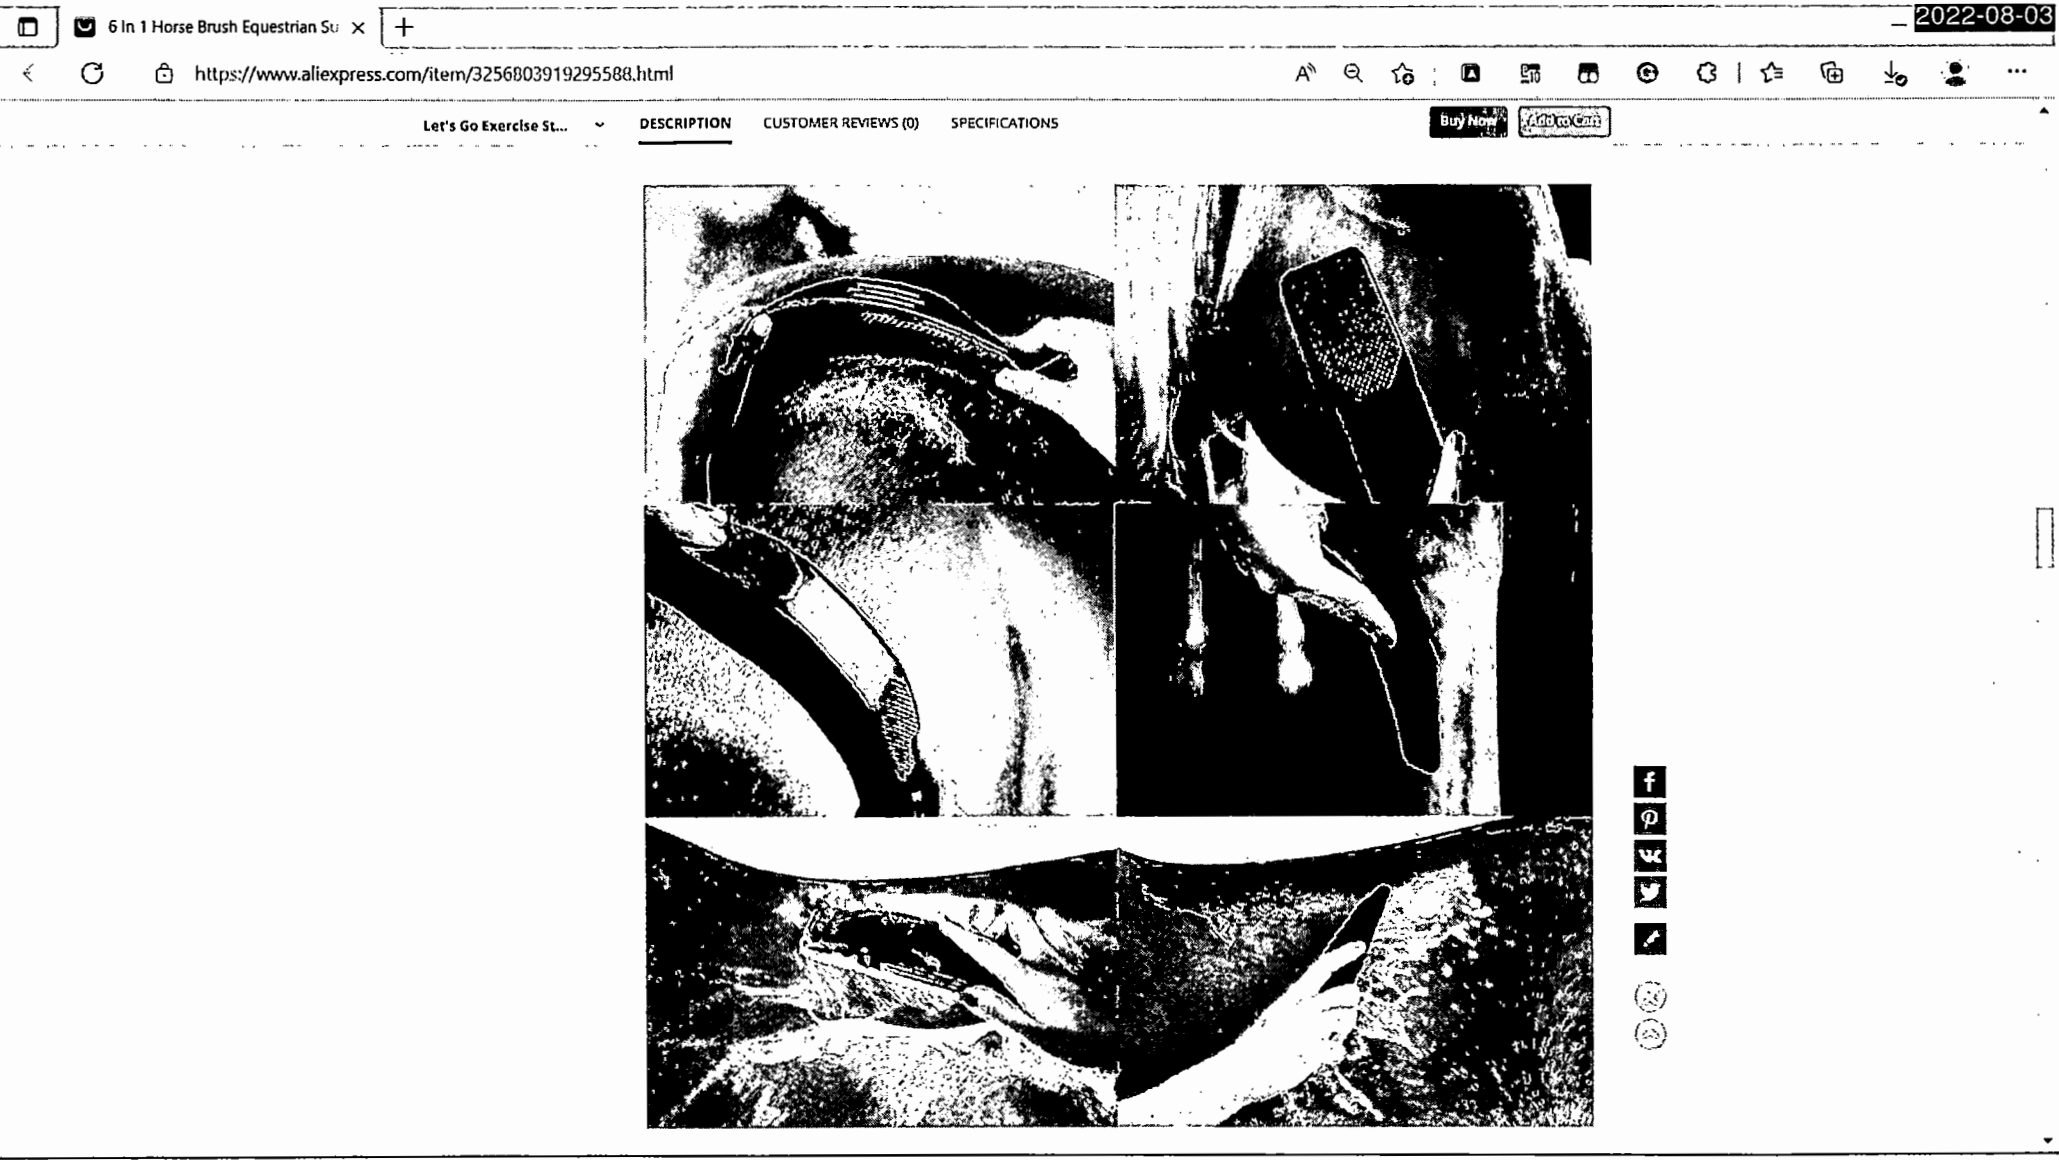 6 In 1 Horse Brush Equestrian Su
2022-08-03
https://www.aliexpress.com/item/3256803919295588.html
Let's Go Exercise St... DESCRIPTION CUSTOMER REVIEWS (0) SPECIFICATIONS Buy Now Add to Cart